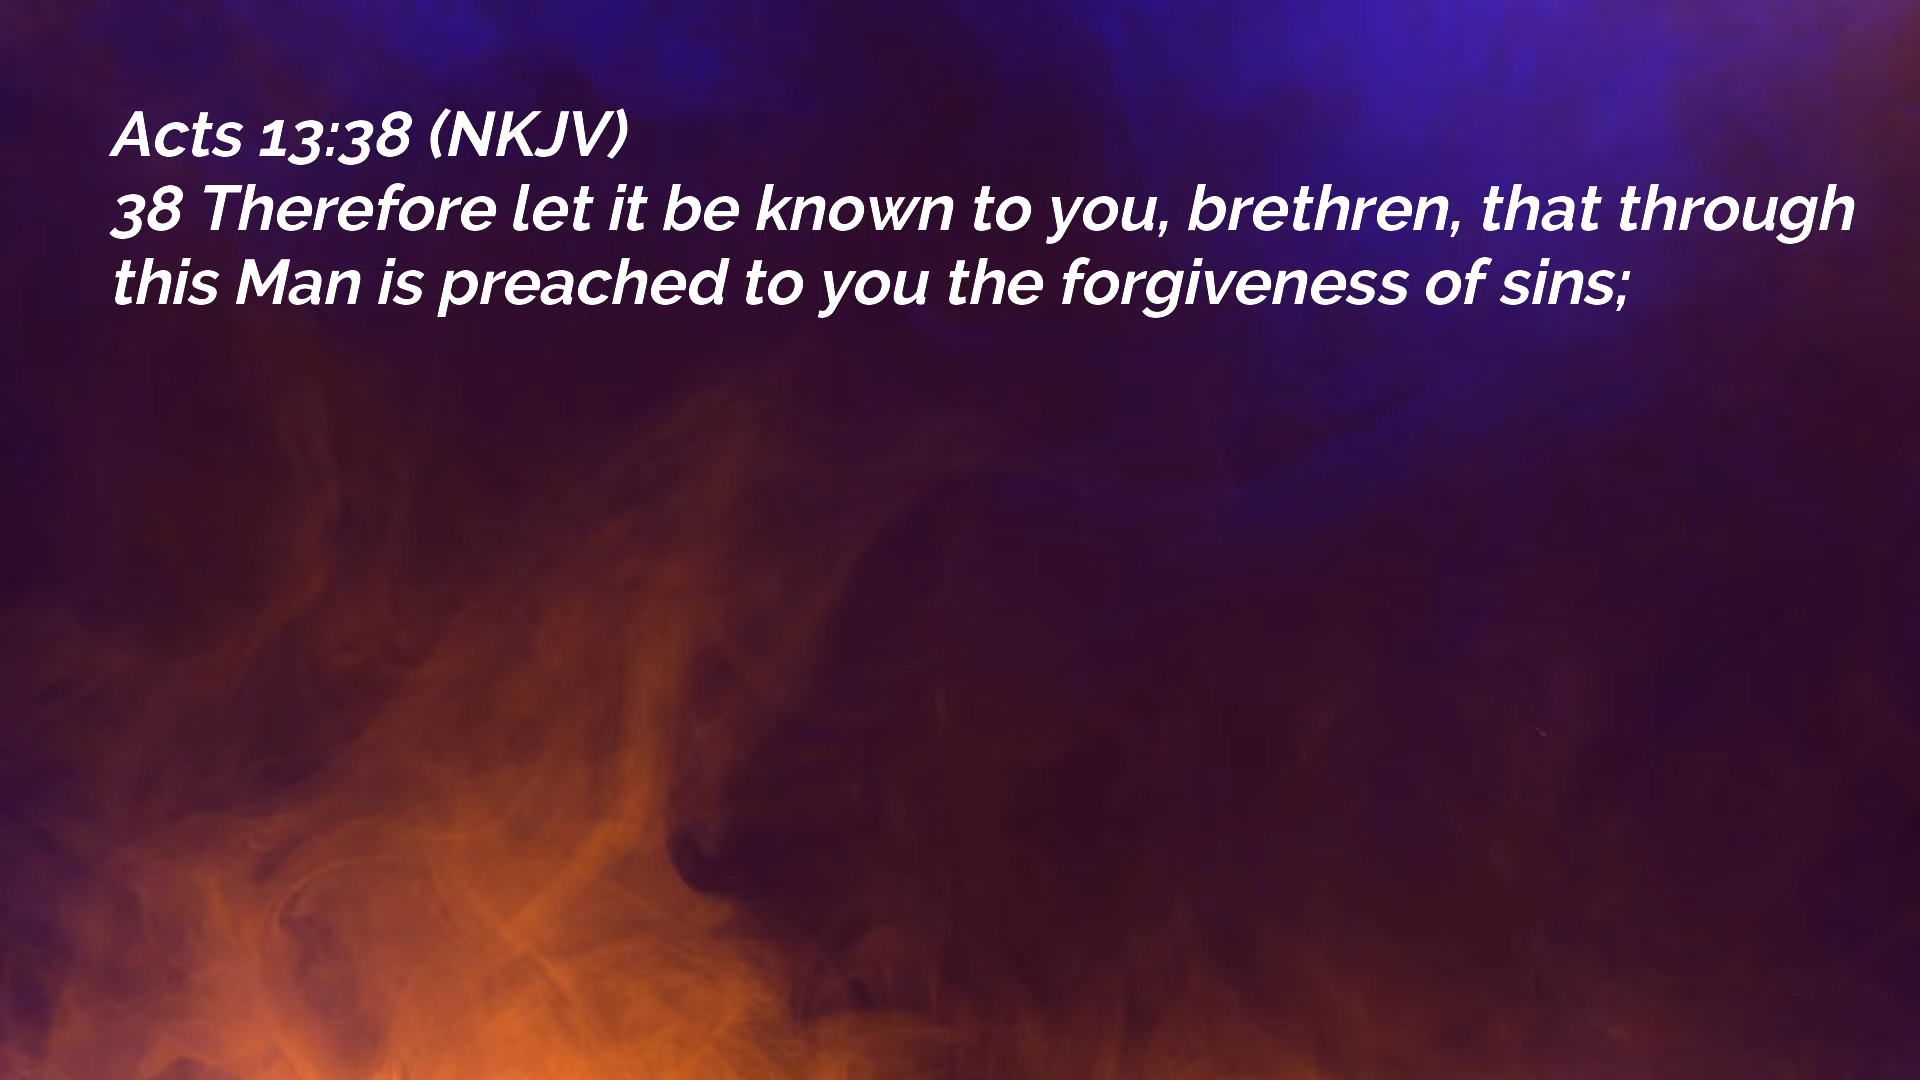 Acts 13:38 (NKJV)
38 Therefore let it be known to you, brethren, that through
this Man is preached to you the forgiveness of sins;